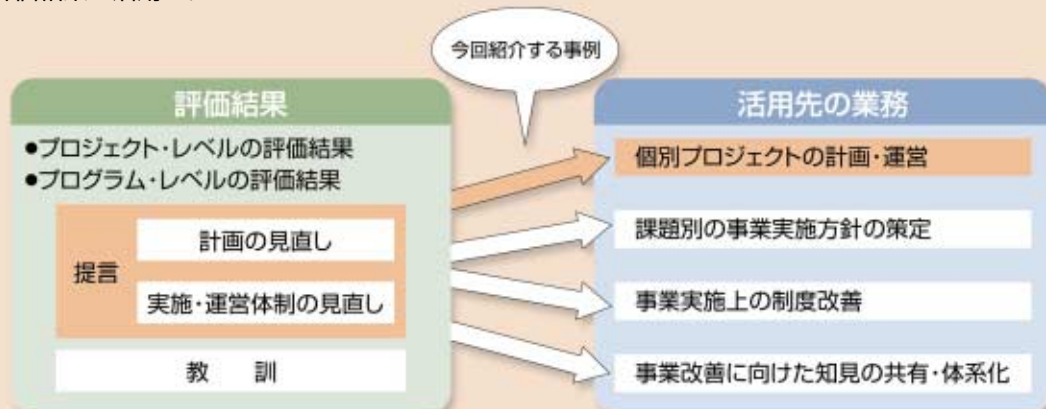 今回紹介する事例
評価結果
●プロジェクト・レベルの評価結果
●プログラム・レベルの評価結果
提言
計画の見直し
実施・運営体制の見直し
教　訓
活用先の業務
個別プロジェクトの計画・運営
課題別の事業実施方針の策定
事業実施上の制度改善
事業改善に向けた知見の共有・体系化